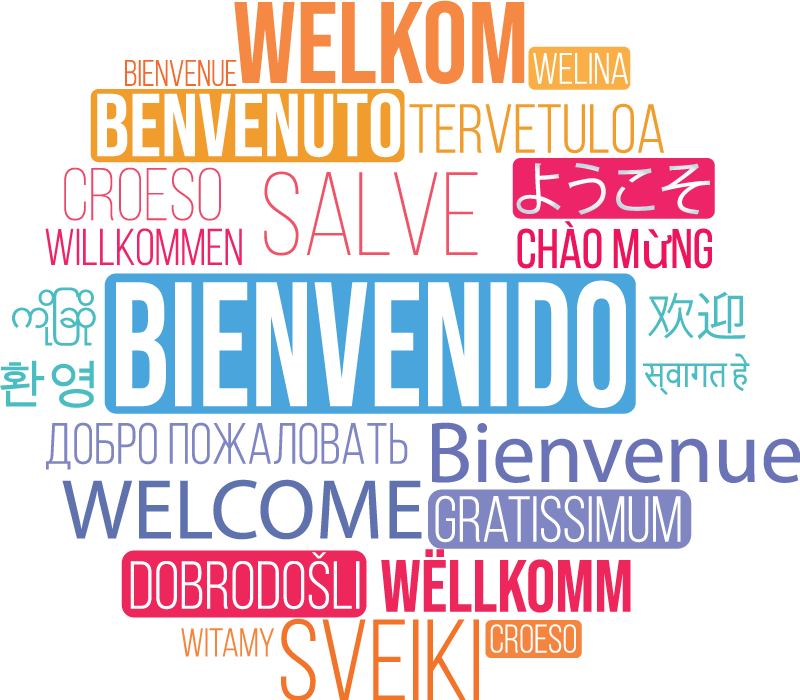 WELKOM
BIENVENUE
WELINA
BENVENUTO
TERVETULOA
CROESO
SALVE
ようこそ
WILLKOMMEN
CHÀO MừNG
ကိုဆြို
BIENVENIDO
欢迎
환영
स्वागत हे
ДОБРО ПОЖАЛОВАТЬ
Bienvenue
WELCOME
GRATISSIMUM
DOBRODOŠLI
WËLLKOMM
WITAMY
SVEIKI
CROESO